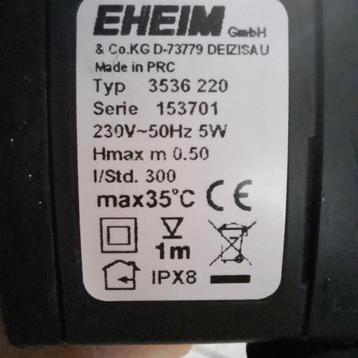 EHEIM GmbH
& Co.KG D-73779 DEIZISAU
Made in PRC
Typ 3536 220
Serie 153701
230V~50Hz 5W
Hmax m 0.50
l/Std. 300
max35°C CE
1m
IPX8